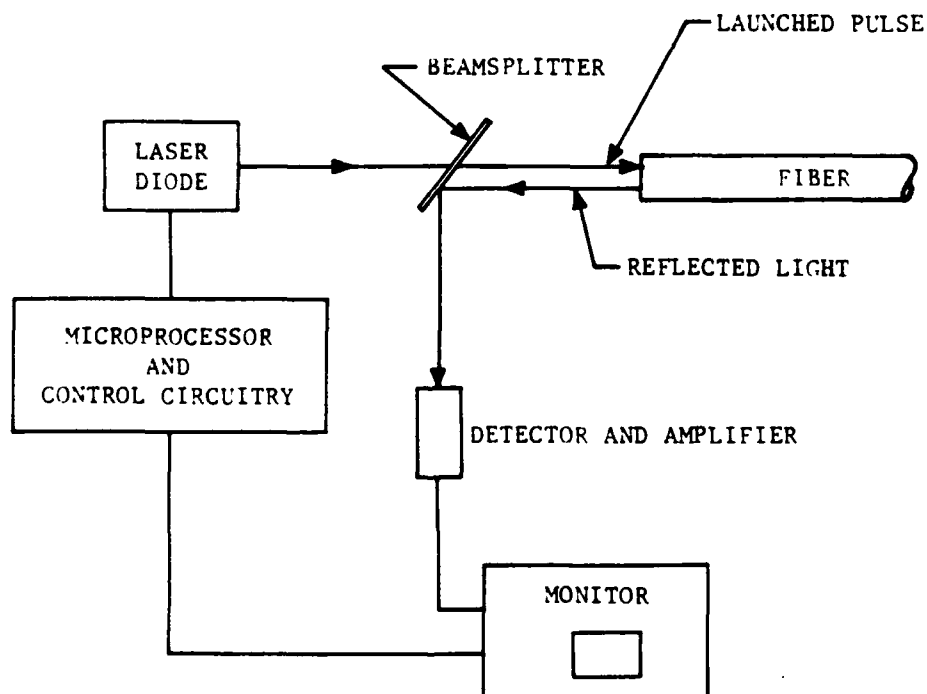 LAUNCHED PULSE
BEAMSPLITTER
LASER
DIODE
FIBER
REFLECTED LIGHT
MICROPROCESSOR
AND
CONTROL CIRCUITRY
DETECTOR AND AMPLIFIER
MONITOR